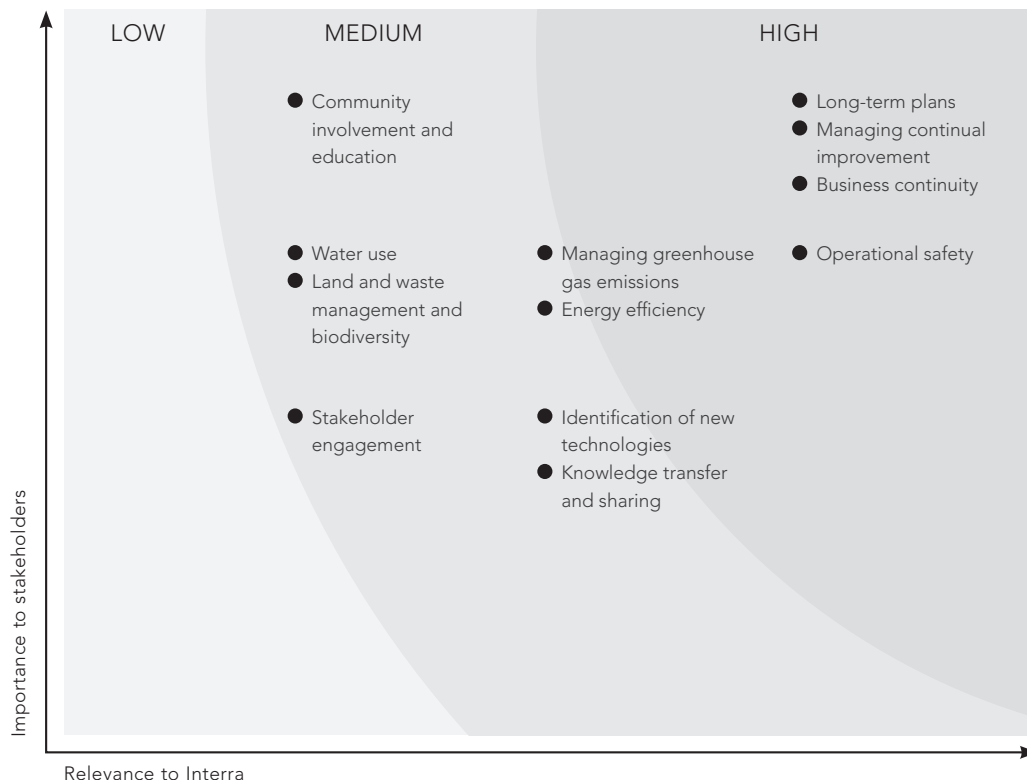 LOW
MEDIUM
HIGH
Community
involvement and
education
Long-term plans
Managing continual
improvement
Business continuity
Water use
Land and waste
management and
biodiversity
Managing greenhouse
gas emissions
Energy efficiency
Operational safety
Stakeholder
engagement
Identification of new
technologies
Knowledge transfer
and sharing
Importance to stakeholders
Relevance to Interra